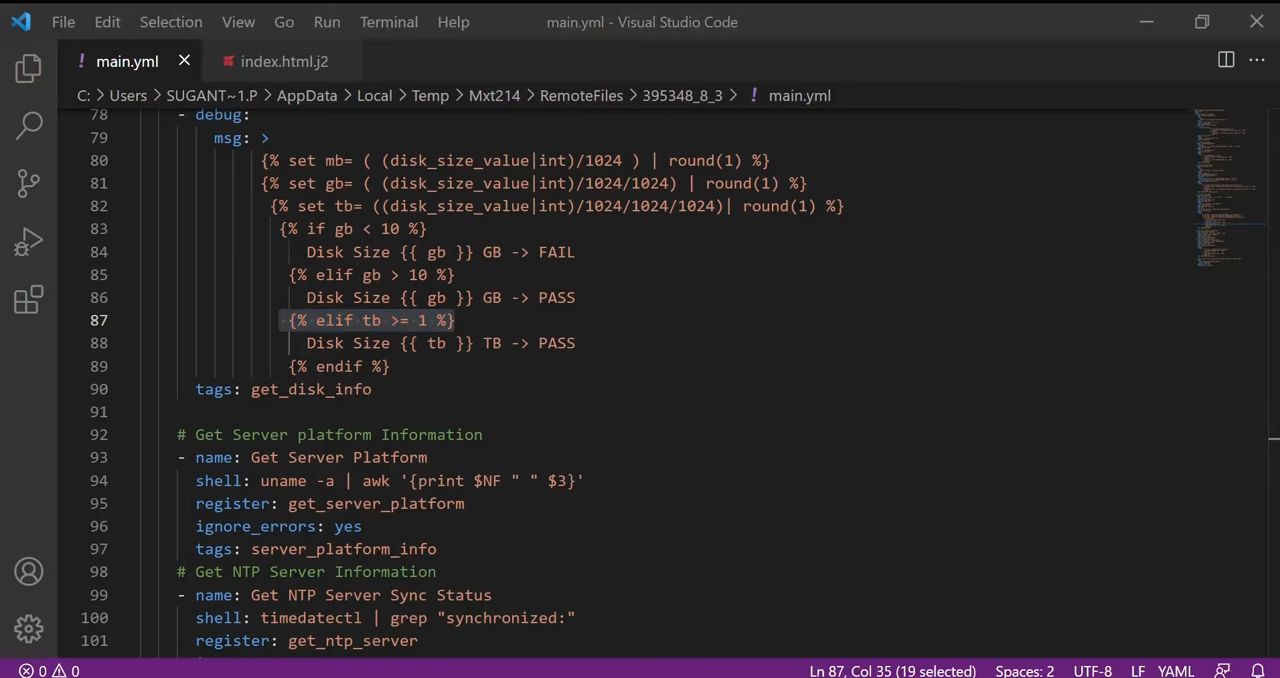 File Edit Selection View Go Run Terminal Help main.yml - Visual Studio Code
! main.yml × index.html.j2 ···
C: > Users > SUGANT~1.P > AppData > Local > Temp > Mxt214 > RemoteFiles > 395348_8_3 > ! main.yml
78 - debug:
79 msg: >
80 {% set mb= ( (disk_size_value|int)/1024 ) | round(1) %}
81 {% set gb= ( (disk_size_value|int)/1024/1024) | round(1) %}
82 {% set tb= ((disk_size_value|int)/1024/1024/1024)| round(1) %}
83 {% if gb < 10 %}
84 Disk Size {{ gb }} GB -> FAIL
85 {% elif gb > 10 %}
86 Disk Size {{ gb }} GB -> PASS
87 {% elif tb >= 1 %}
88 Disk Size {{ tb }} TB -> PASS
89 {% endif %}
90 tags: get_disk_info
91
92 # Get Server platform Information
93 - name: Get Server Platform
94 shell: uname -a | awk '{print $NF " " $3}'
95 register: get_server_platform
96 ignore_errors: yes
97 tags: server_platform_info
98 # Get NTP Server Information
99 - name: Get NTP Server Sync Status
100 shell: timedatectl | grep "synchronized:"
101 register: get_ntp_server
0 0 Ln 87, Col 35 (19 selected) Spaces: 2 UTF-8 LF YAML